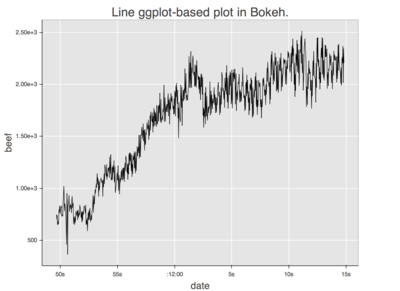 Line ggplot-based plot in Bokeh.
2.50e+3
2.00e+3
1.50e+3
1.00e+3
500
beef
50s 55s :12:00 5s 10s 15s
date